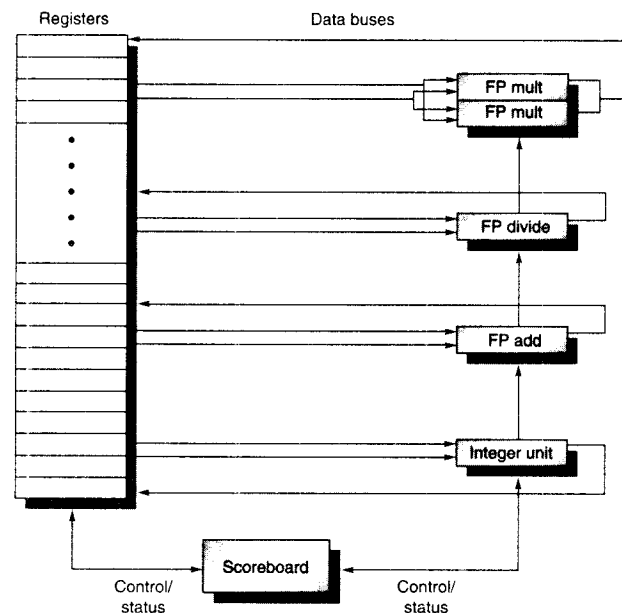 Registers
Data buses
FP mult
FP mult
FP divide
FP add
Integer unit
Scoreboard
Control/
status
Control/
status